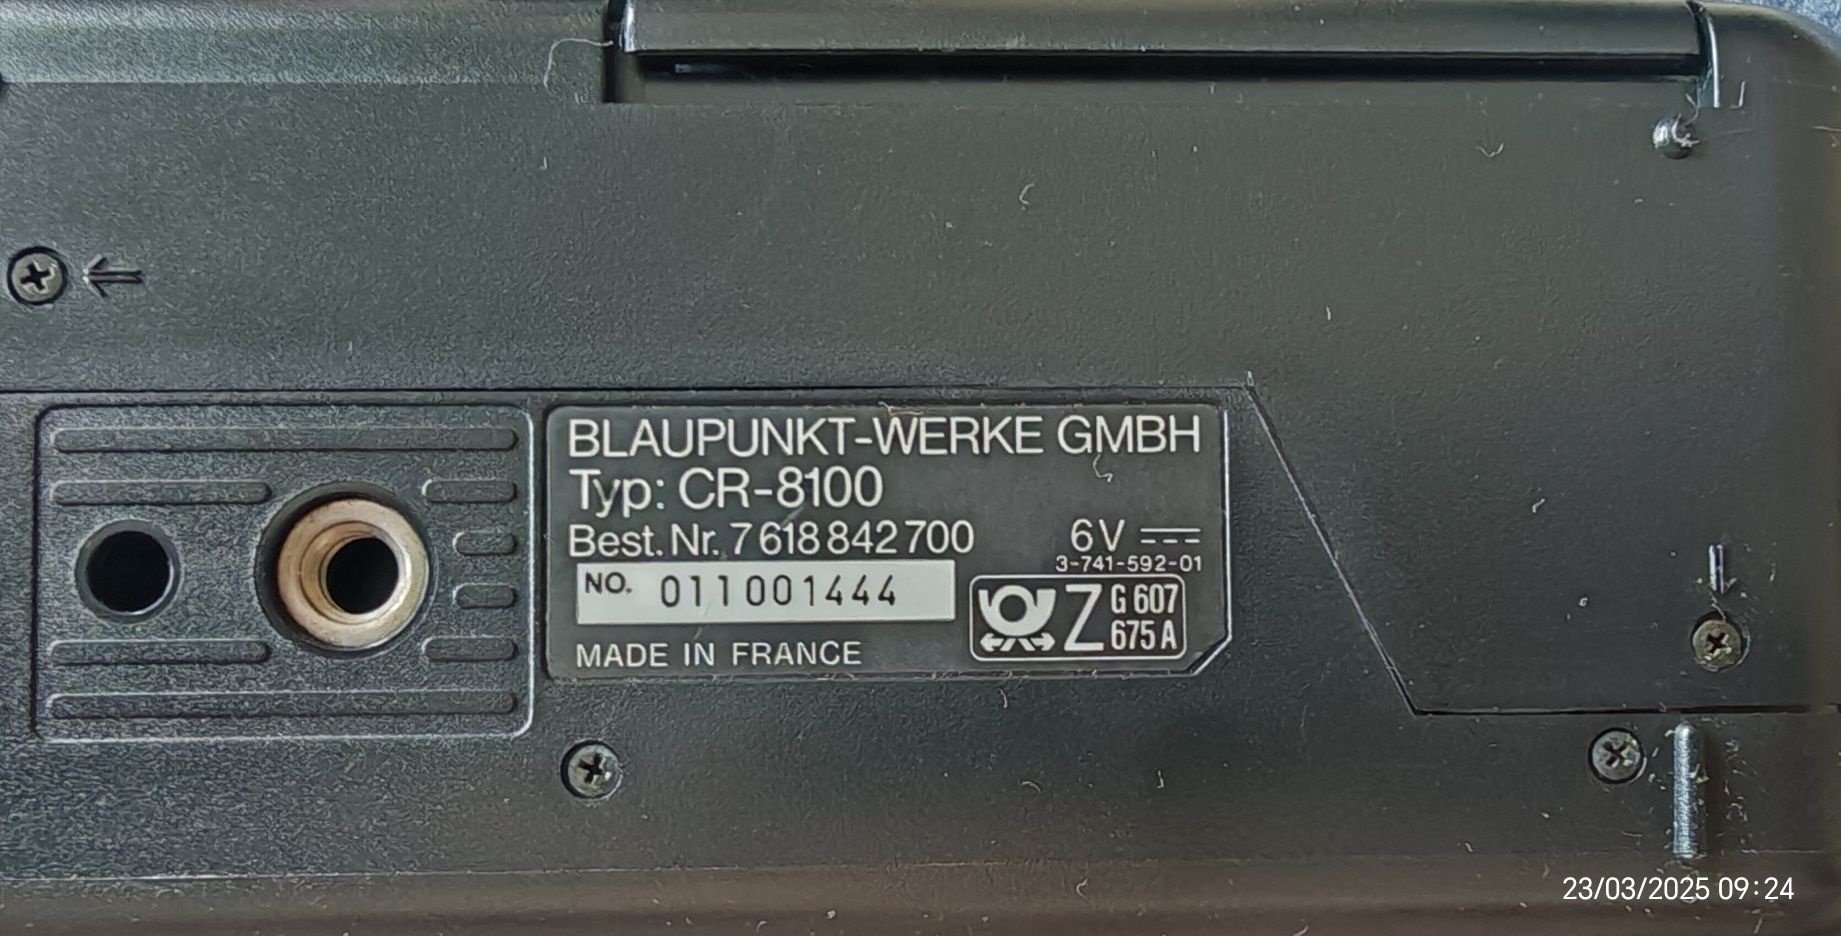 BLAUPUNKT-WERKE GMBH
Typ: CR-8100
Best. Nr. 7 618 842 700
6V
3-741-592-01
NO. 011001444
Z G 607
675 A
MADE IN FRANCE
23/03/2025 09:24